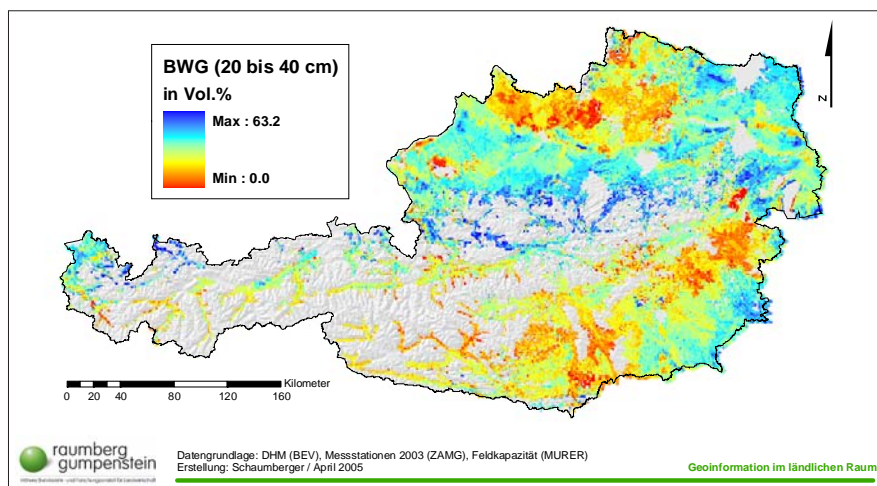 BWG (20 bis 40 cm)
in Vol.%
Max : 63.2
Min : 0.0
N
Kilometer
0 20 40 80 120 160
raumberg
gumpenstein
Datengrundlage: DHM (BEV), Messstationen 2003 (ZAMG), Feldkapazität (MURER)
Erstellung: Schaumberger / April 2005
Geoinformation im ländlichen Raum